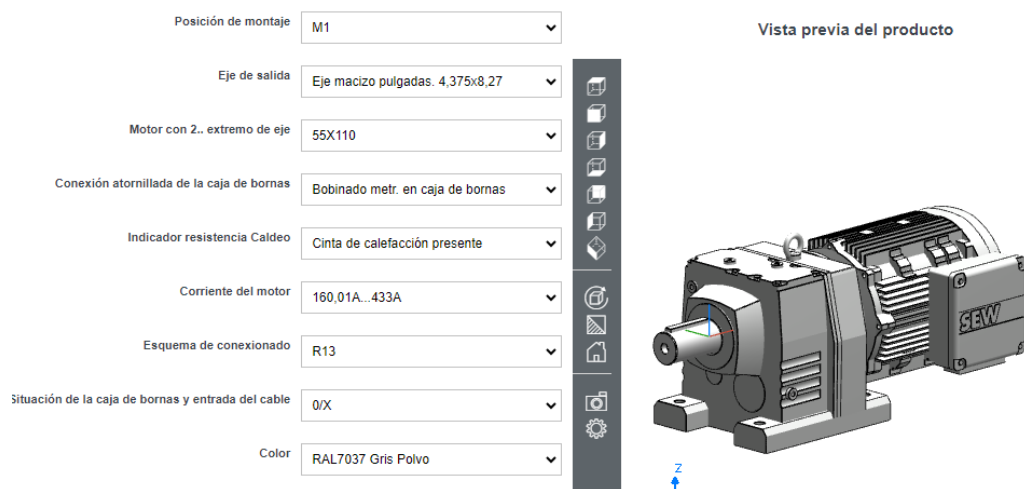 Posición de montaje
M1
Vista previa del producto
Eje de salida
Eje macizo pulgadas. 4,375x8,27
Motor con 2.. extremo de eje
55X110
Conexión atornillada de la caja de bornas
Bobinado metr. en caja de bornas
Indicador resistencia Caldeo
Cinta de calefacción presente
Corriente del motor
160,01A...433A
Esquema de conexionado
R13
Situación de la caja de bornas y entrada del cable
0/X
Color
RAL7037 Gris Polvo
SEW
Z